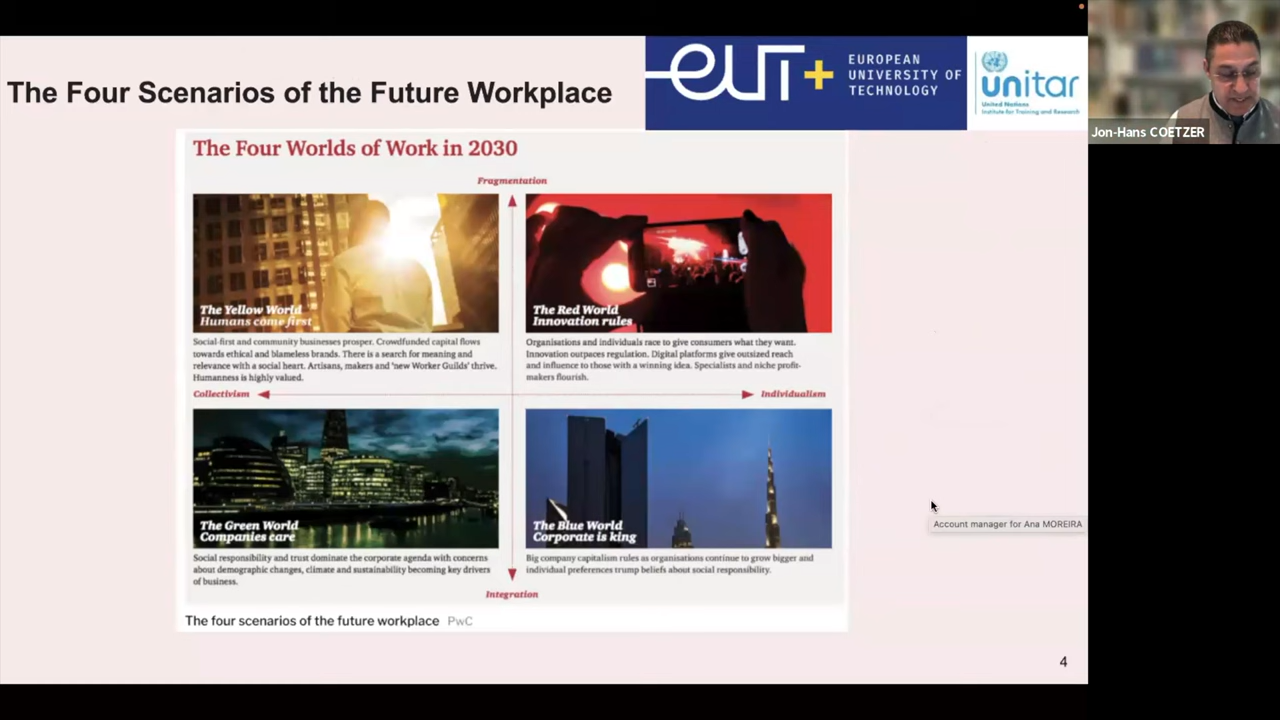 The Four Scenarios of the Future Workplace
eut+
EUROPEAN
UNIVERSITY OF
TECHNOLOGY
unitar
United Nations
Institute for Training and Research
Jon-Hans COETZER
The Four Worlds of Work in 2030
Fragmentation
The Yellow World
Humans come first
Social-first and community businesses prosper. Crowdfunded capital flows
towards ethical and blameless brands. There is a search for meaning and
relevance with a social heart. Artisans, makers and 'new Worker Guilds' thrive.
Humanness is highly valued.
The Red World
Innovation rules
Organisations and individuals race to give consumers what they want.
Innovation outpaces regulation. Digital platforms give outsized reach
and influence to those with a winning idea. Specialists and niche profit-
makers flourish.
Collectivism
Individualism
The Green World
Companies care
Social responsibility and trust dominate the corporate agenda with concerns
about demographic changes, climate and sustainability becoming key drivers
of business.
The Blue World
Corporate is king
Big company capitalism rules as organisations continue to grow bigger and
individual preferences trump beliefs about social responsibility.
Integration
The four scenarios of the future workplace PwC
Account manager for Ana MOREIRA
4